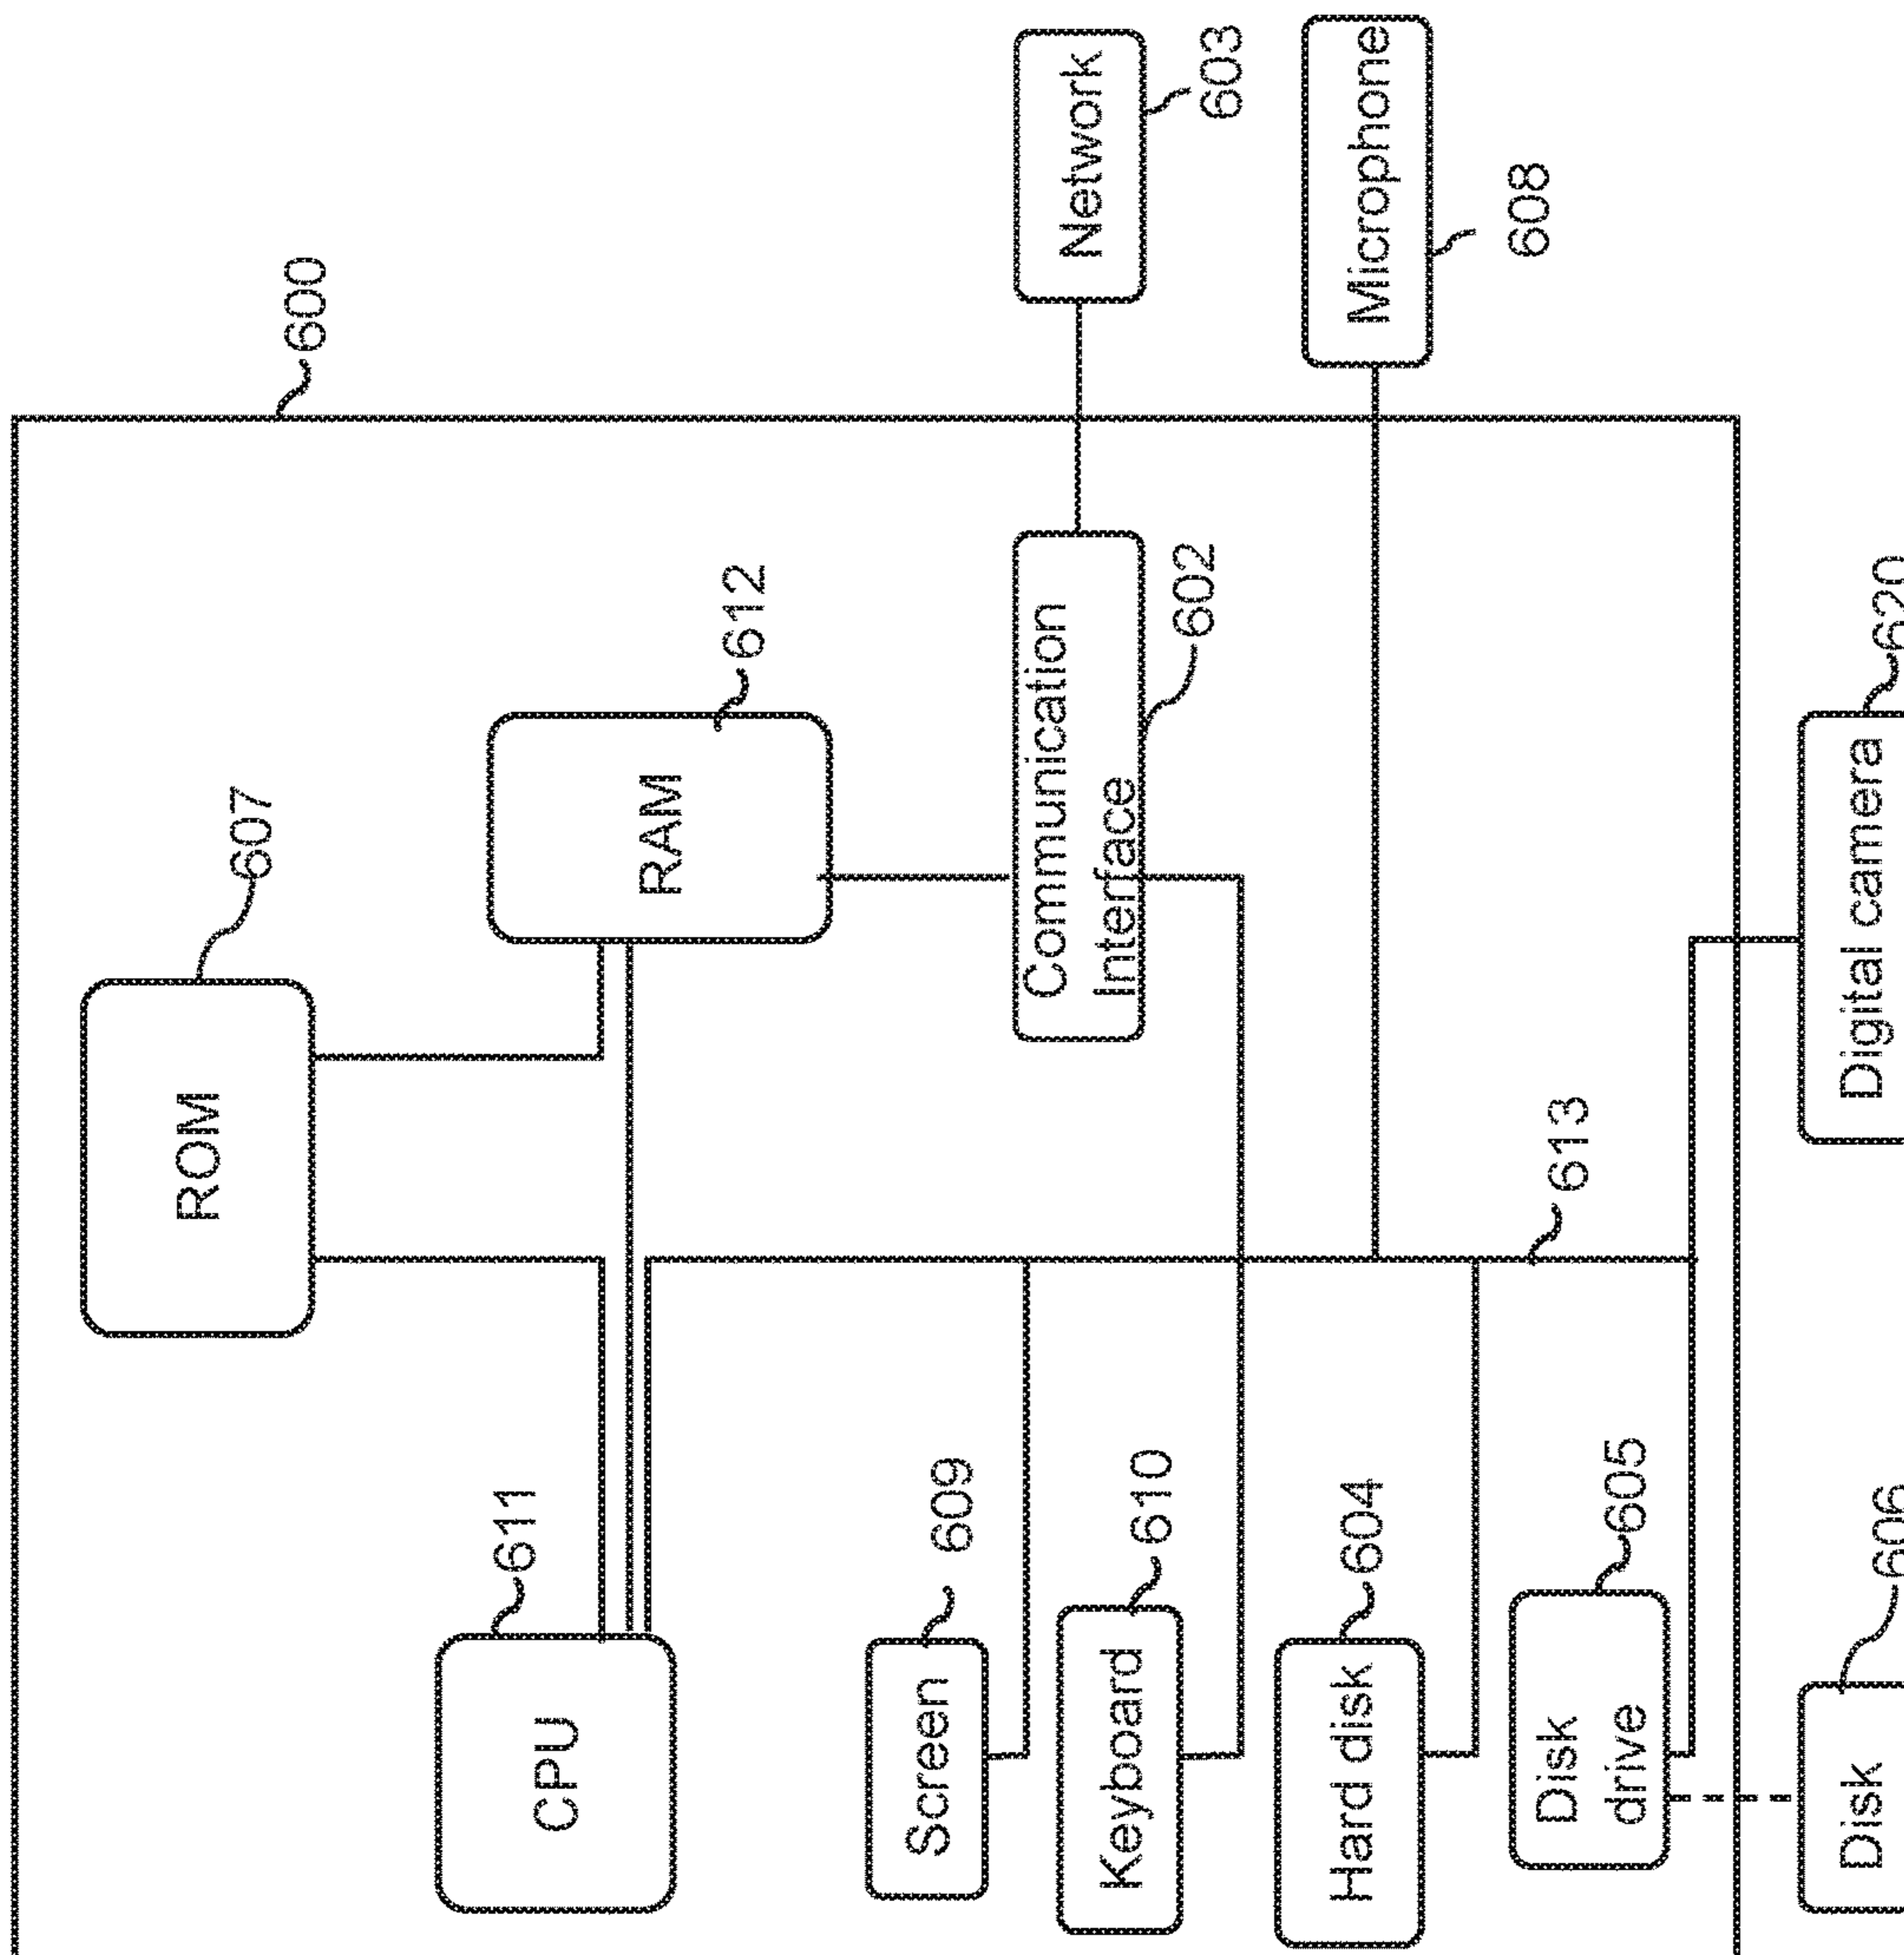 600
ROM
607
CPU
611
RAM
612
Screen
609
Communication
Interface
602
Network
603
Keyboard
610
Hard disk
604
Microphone
608
Disk
drive
605
613
Disk
606
Digital camera
620